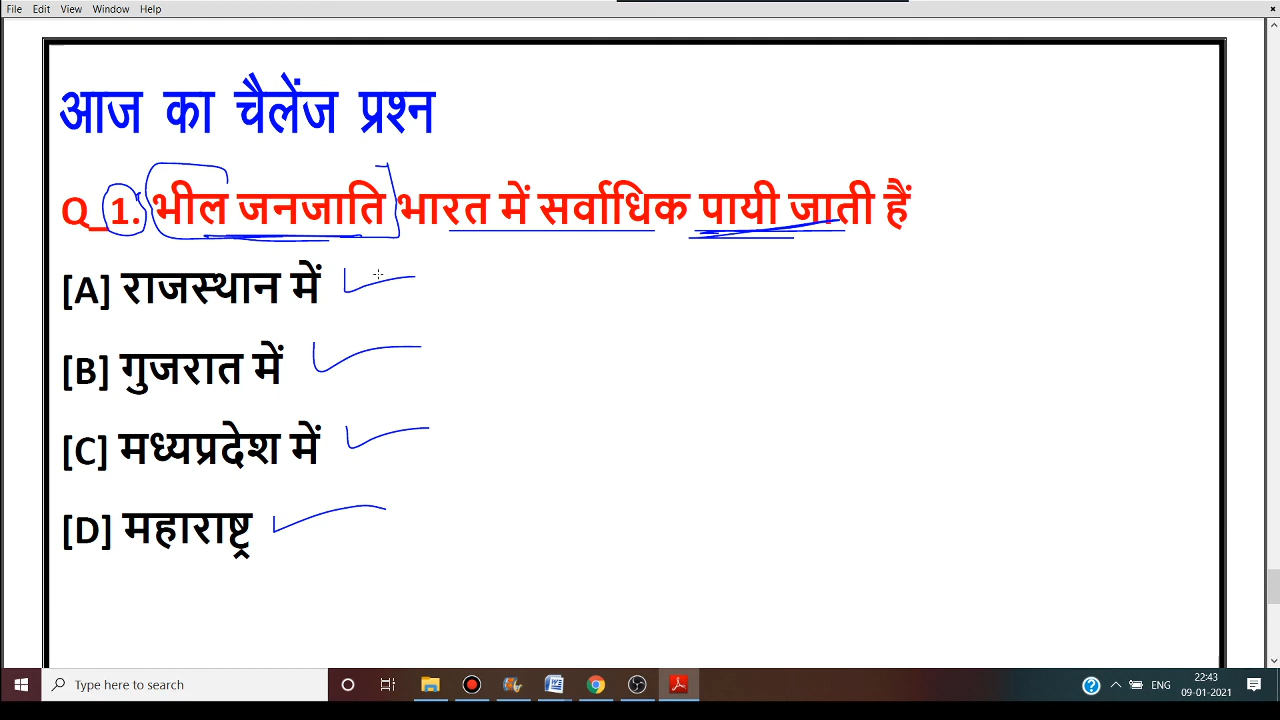 File Edit View Window Help
आज का चैलेंज प्रश्न
Q_1. भील जनजाति भारत में सर्वाधिक पायी जाती हैं
[A] राजस्थान में
[B] गुजरात में
[C] मध्यप्रदेश में
[D] महाराष्ट्र
Type here to search
ENG
22:43
09-01-2021